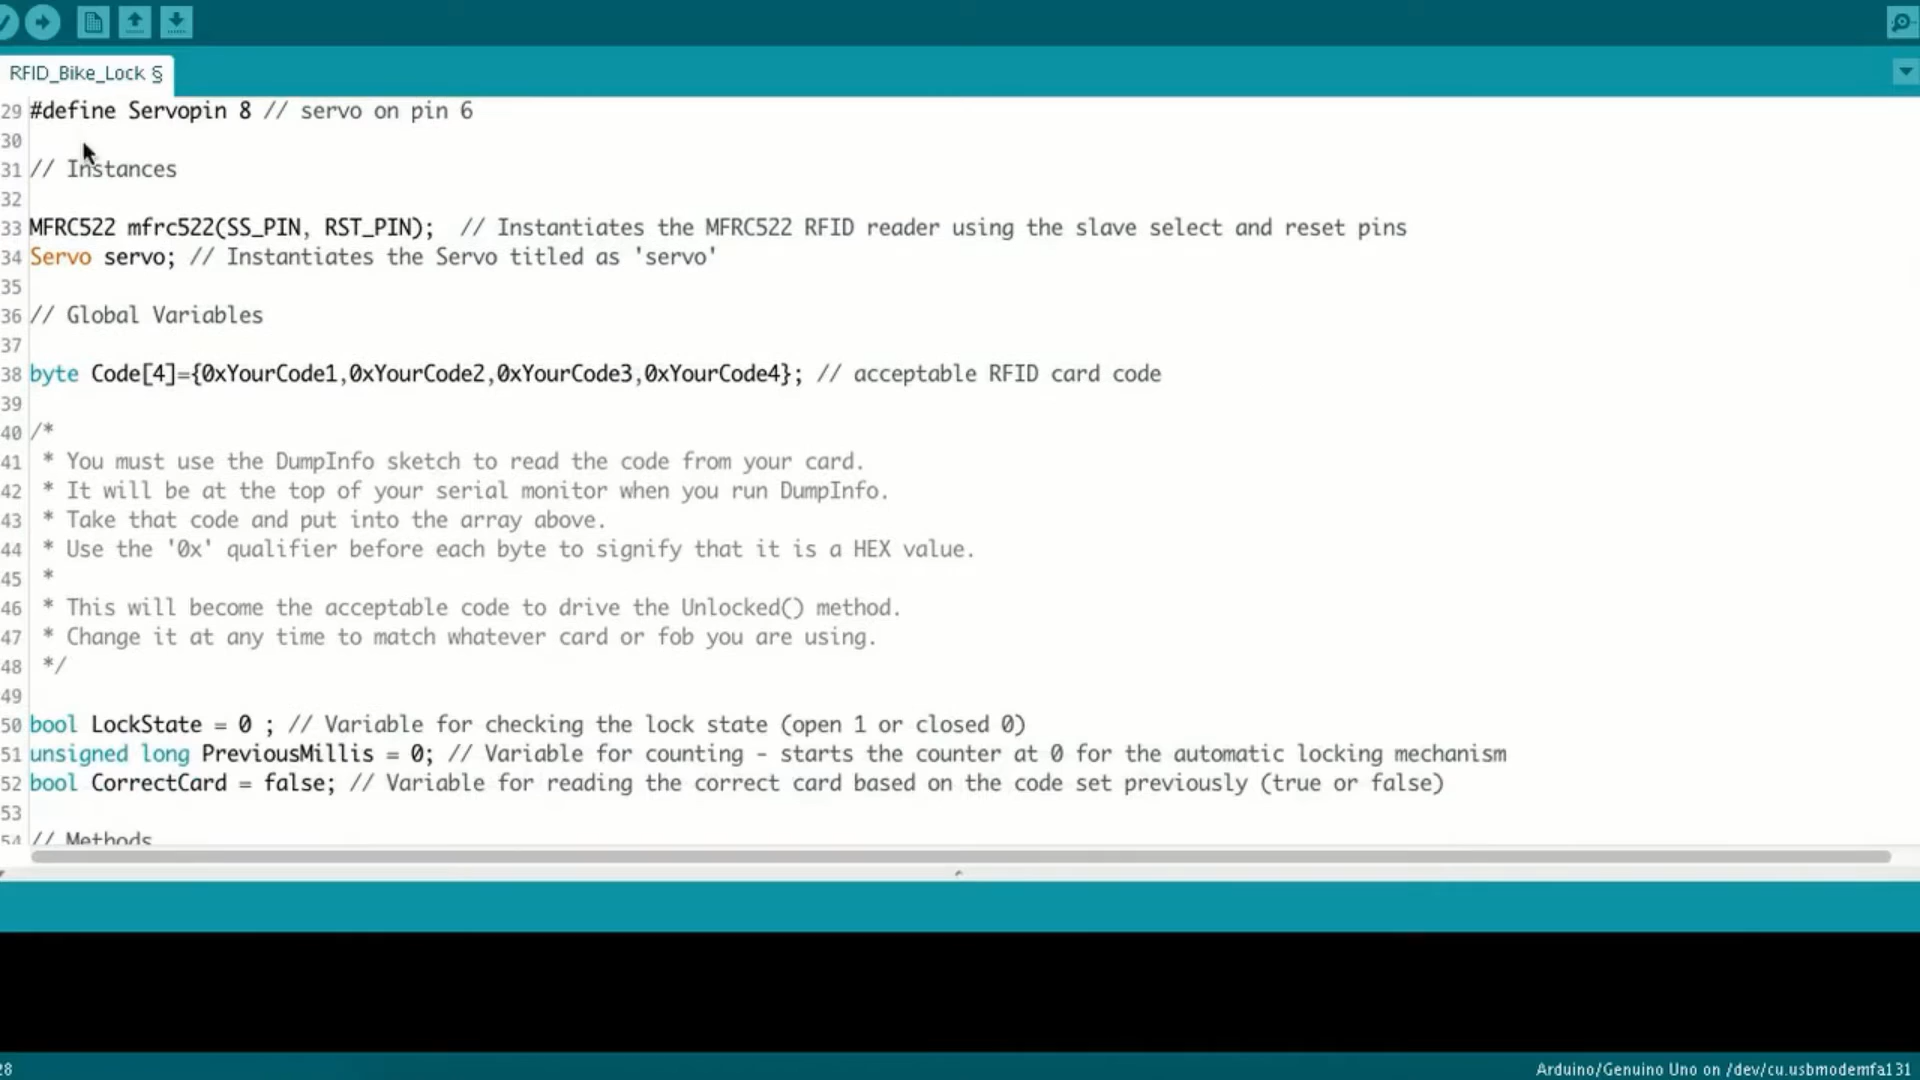 RFID_Bike_Lock §
29 #define Servopin 8 // servo on pin 6
30
31 // Instances
32
33 MFRC522 mfrc522(SS_PIN, RST_PIN);  // Instantiates the MFRC522 RFID reader using the slave select and reset pins
34 Servo servo; // Instantiates the Servo titled as 'servo'
35
36 // Global Variables
37
38 byte Code[4]={0xYourCode1,0xYourCode2,0xYourCode3,0xYourCode4}; // acceptable RFID card code
39
40 /*
41  * You must use the DumpInfo sketch to read the code from your card.
42  * It will be at the top of your serial monitor when you run DumpInfo.
43  * Take that code and put into the array above.
44  * Use the '0x' qualifier before each byte to signify that it is a HEX value.
45  *
46  * This will become the acceptable code to drive the Unlocked() method.
47  * Change it at any time to match whatever card or fob you are using.
48  */
49
50 bool LockState = 0 ; // Variable for checking the lock state (open 1 or closed 0)
51 unsigned long PreviousMillis = 0; // Variable for counting - starts the counter at 0 for the automatic locking mechanism
52 bool CorrectCard = false; // Variable for reading the correct card based on the code set previously (true or false)
53
54 // Methods
28
Arduino/Genuino Uno on /dev/cu.usbmodemfa131